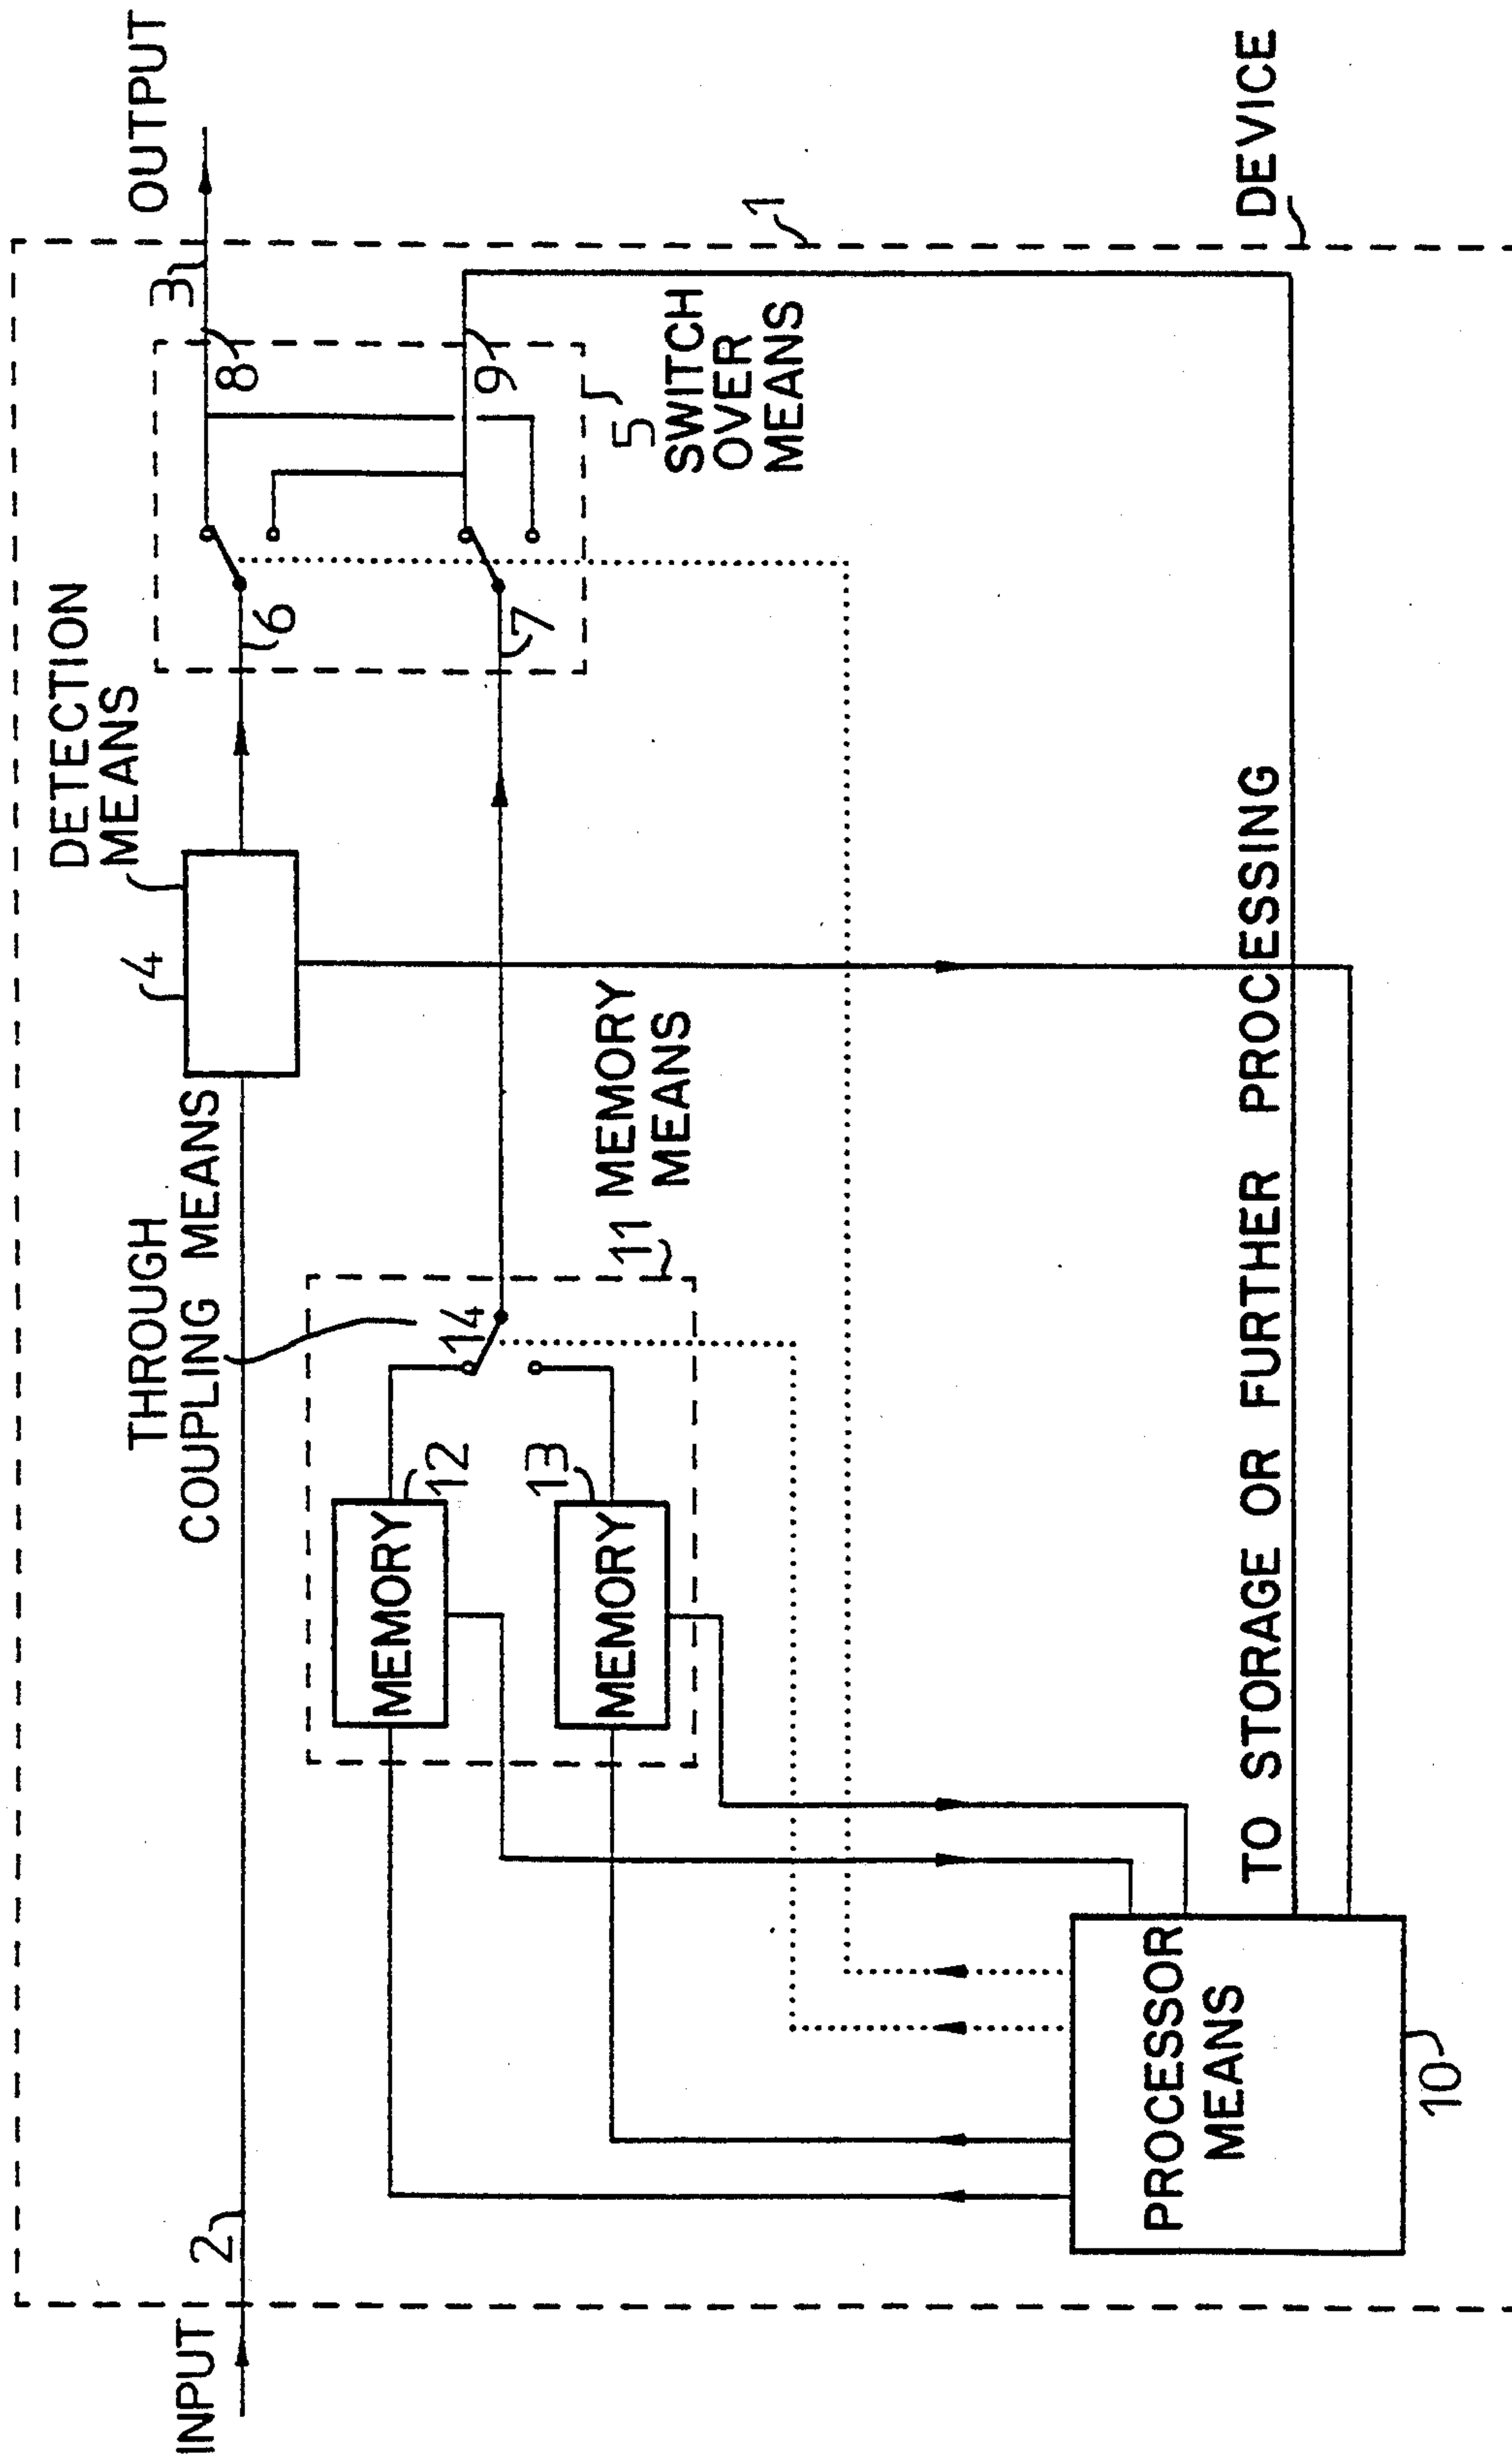 INPUT
2
THROUGH
COUPLING MEANS
4
DETECTION
MEANS
6
8
3
OUTPUT
7
9
5
SWITCH
OVER
MEANS
1
DEVICE
MEMORY
12
MEMORY
13
14
11 MEMORY
MEANS
PROCESSOR
MEANS
10
TO STORAGE OR FURTHER PROCESSING